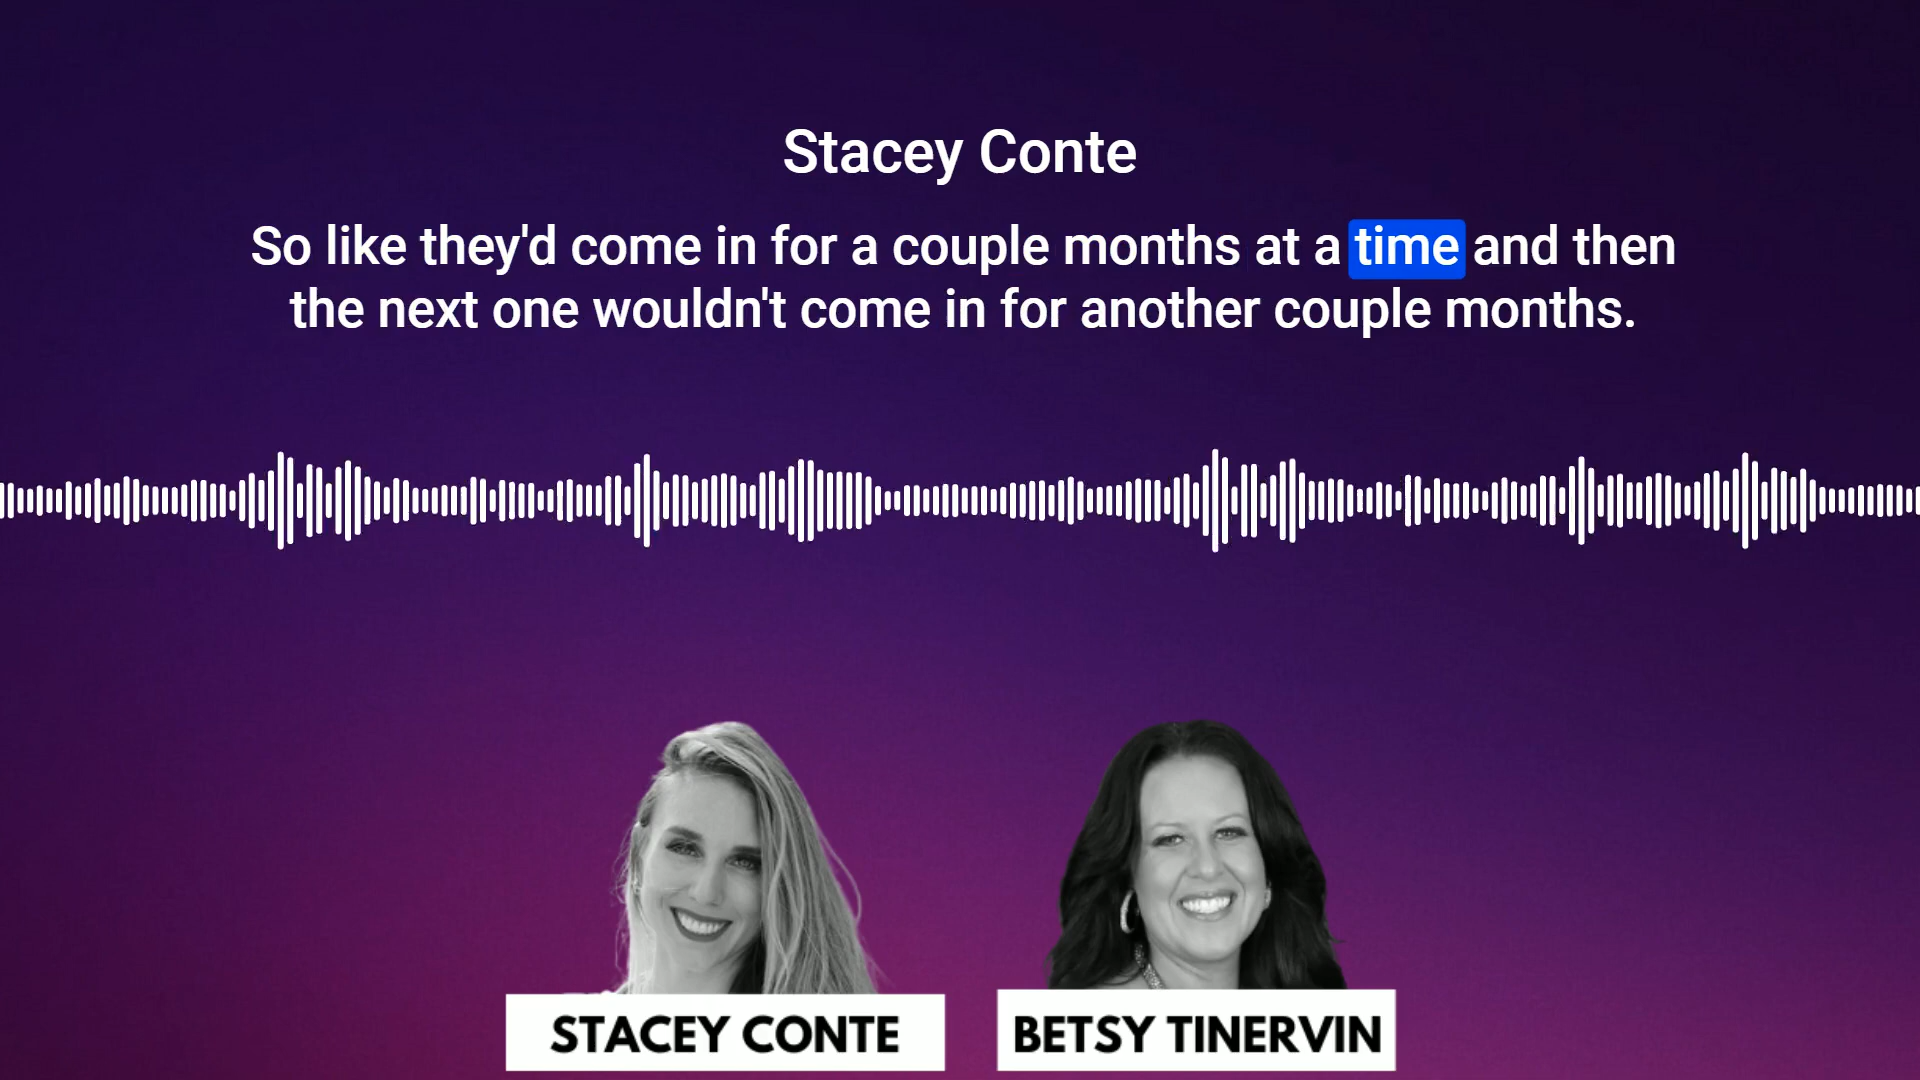 Stacey Conte
So like they'd come in for a couple months at a time and then
the next one wouldn't come in for another couple months.
STACEY CONTE
BETSY TINERVIN